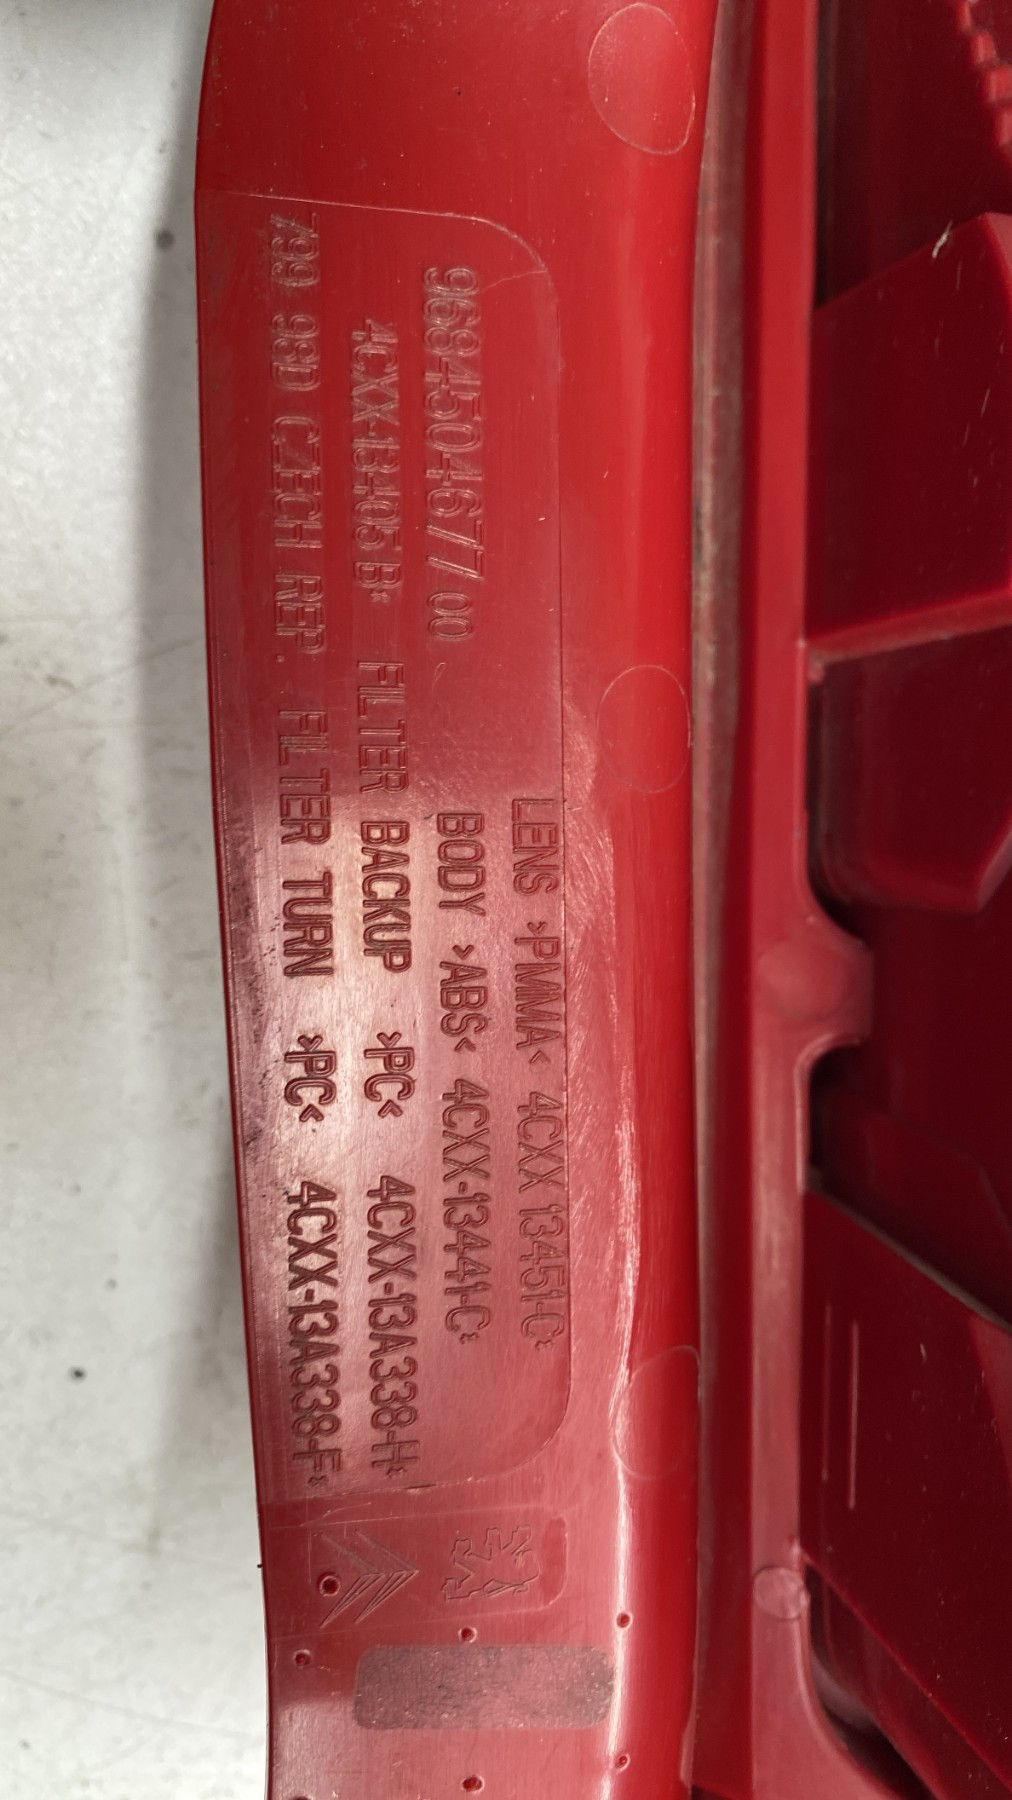 LENS >PMMA< 4CXX 13451-C*
9684504677 00 BODY >ABS< 4CXX-13441-C*
4CXX-13405 B* FILTER BACKUP >PC< 4CXX-13A338-H*
799 98D CZECH REP. FILTER TURN >PC< 4CXX-13A338-F*